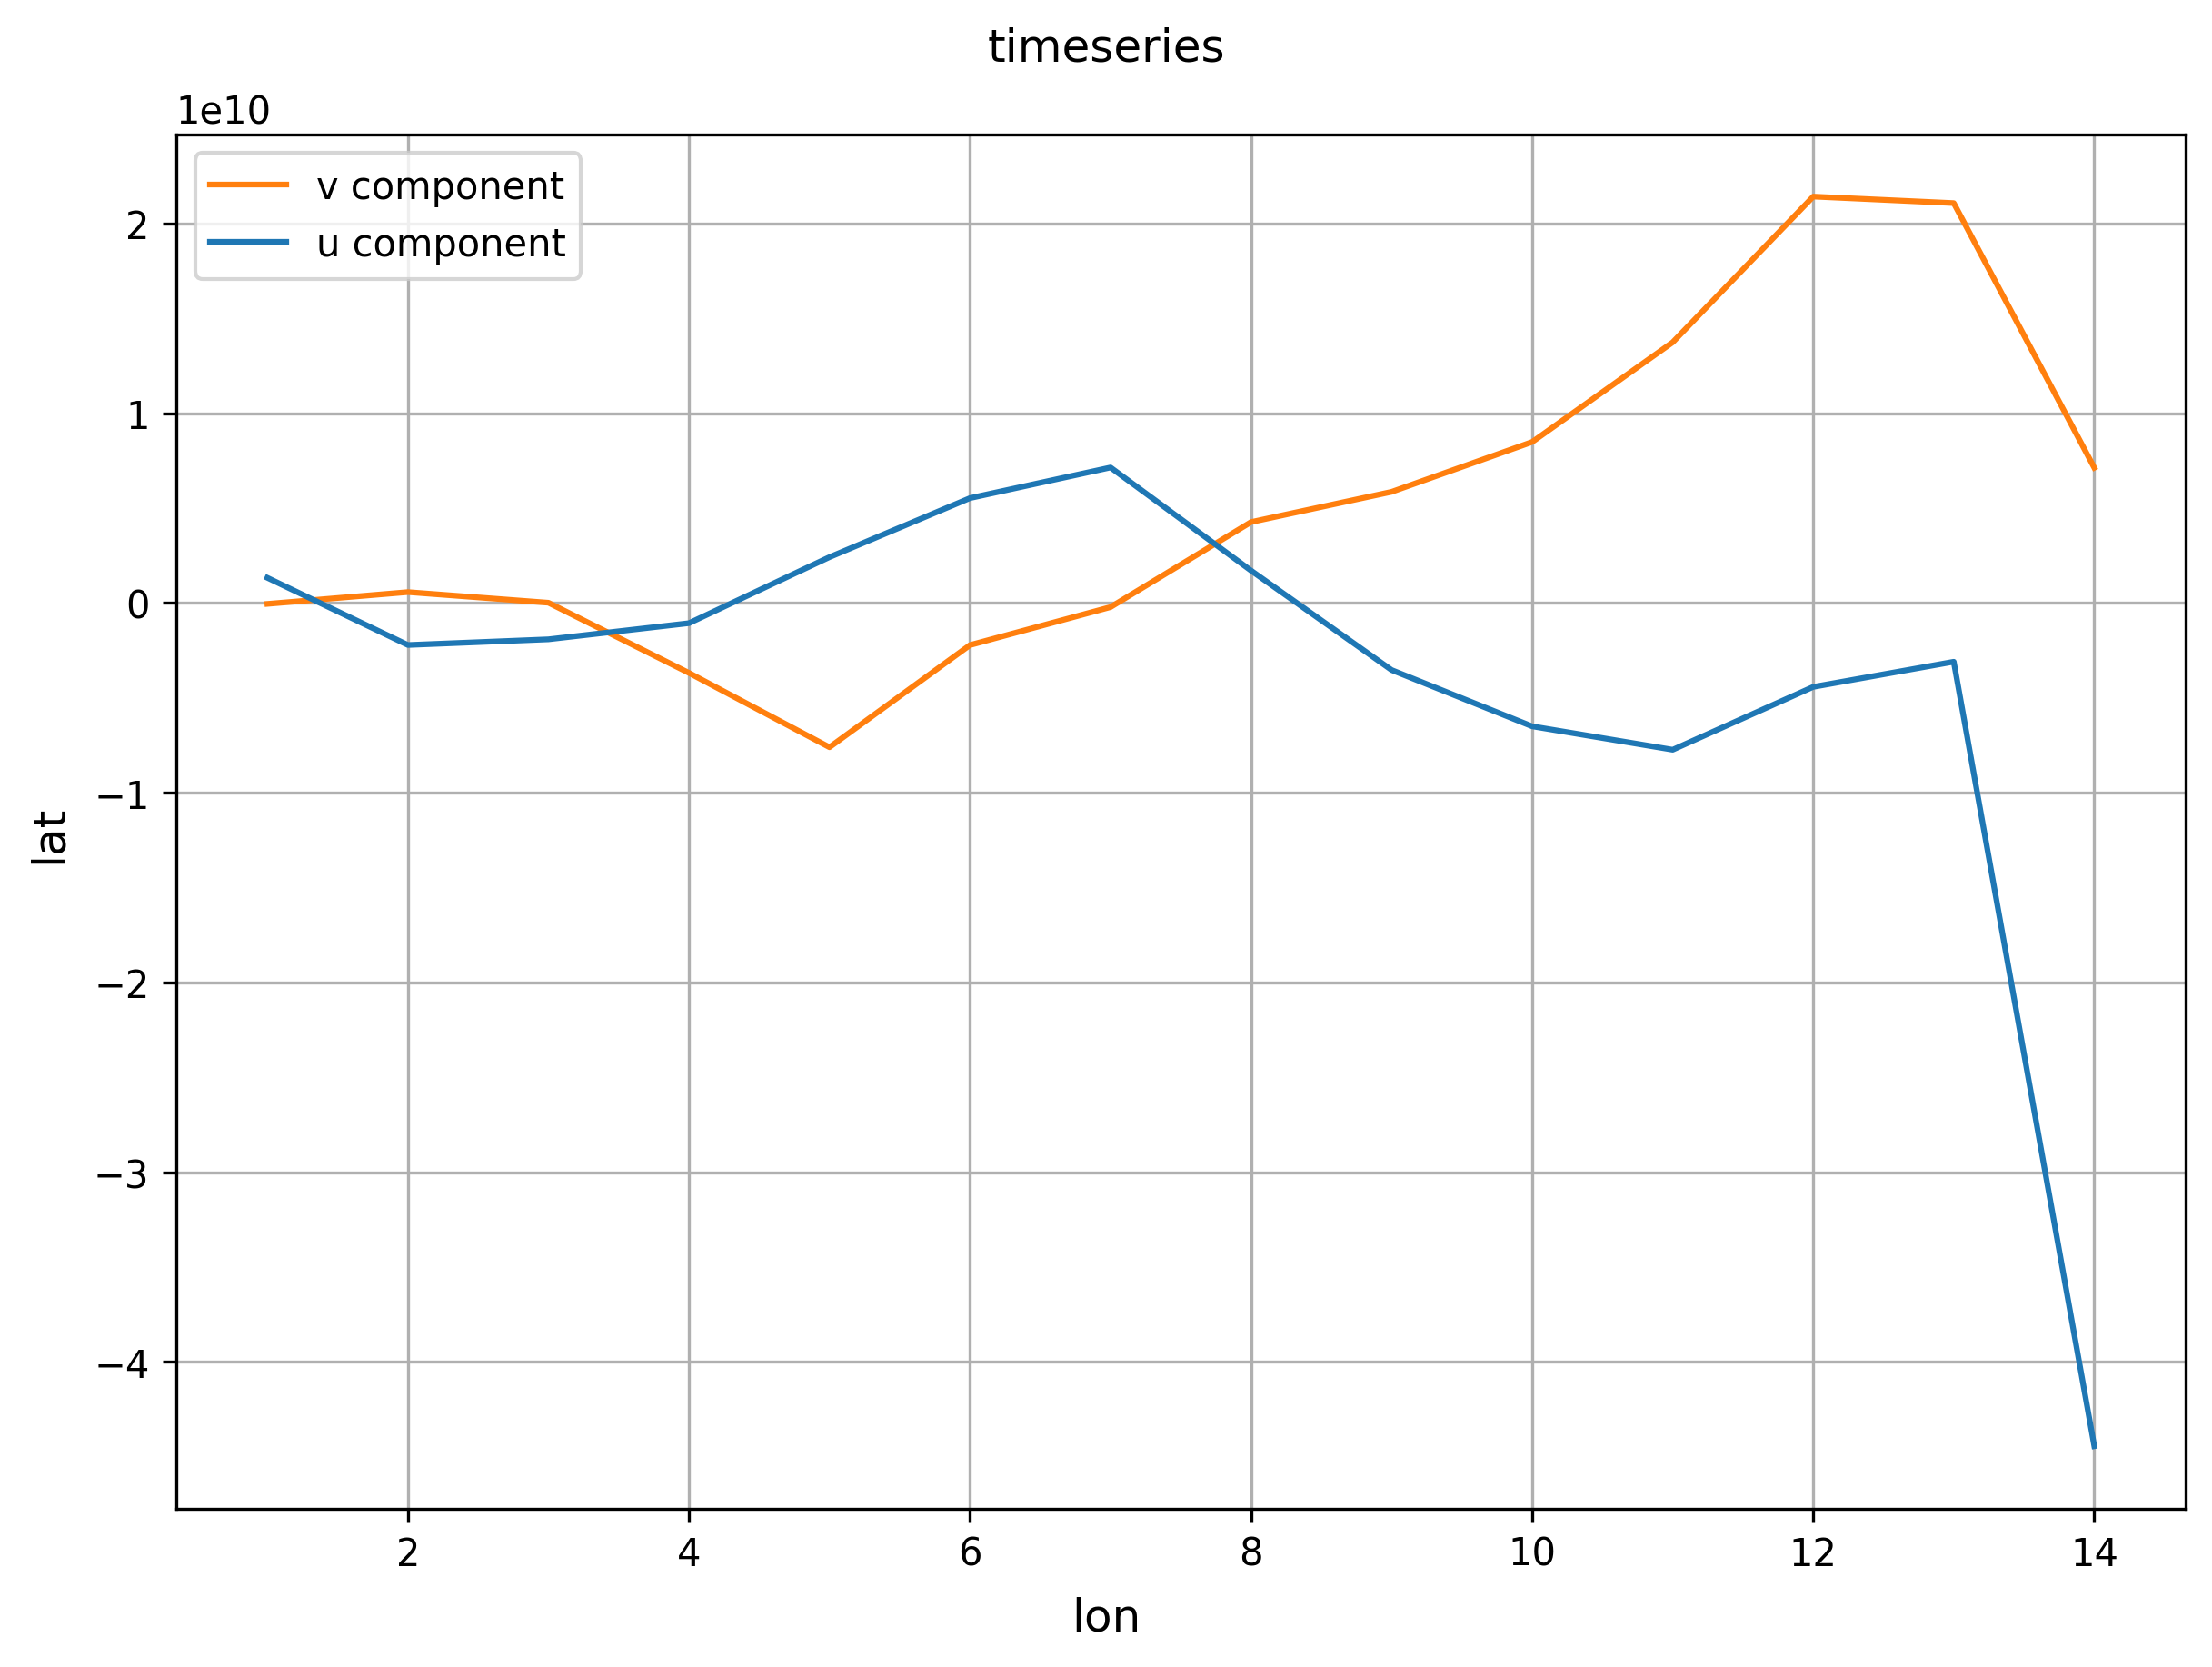 timeseries
1e10
v component
u component
2
1
0
−1
−2
−3
−4
lat
2 4 6 8 10 12 14
lon